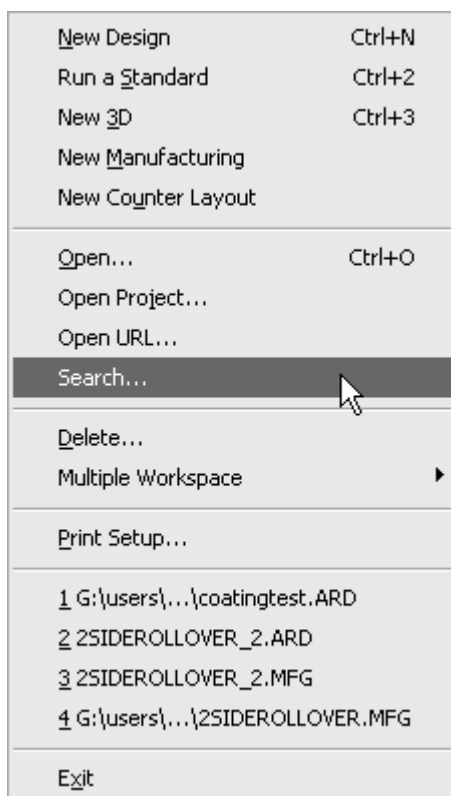 New Design Ctrl+N
Run a Standard Ctrl+2
New 3D Ctrl+3
New Manufacturing
New Counter Layout
Open... Ctrl+O
Open Project...
Open URL...
Search...
Delete...
Multiple Workspace
Print Setup...
1 G:\users\...\coatingtest.ARD
2 2SIDEROLLOVER_2.ARD
3 2SIDEROLLOVER_2.MFG
4 G:\users\...\2SIDEROLLOVER.MFG
Exit